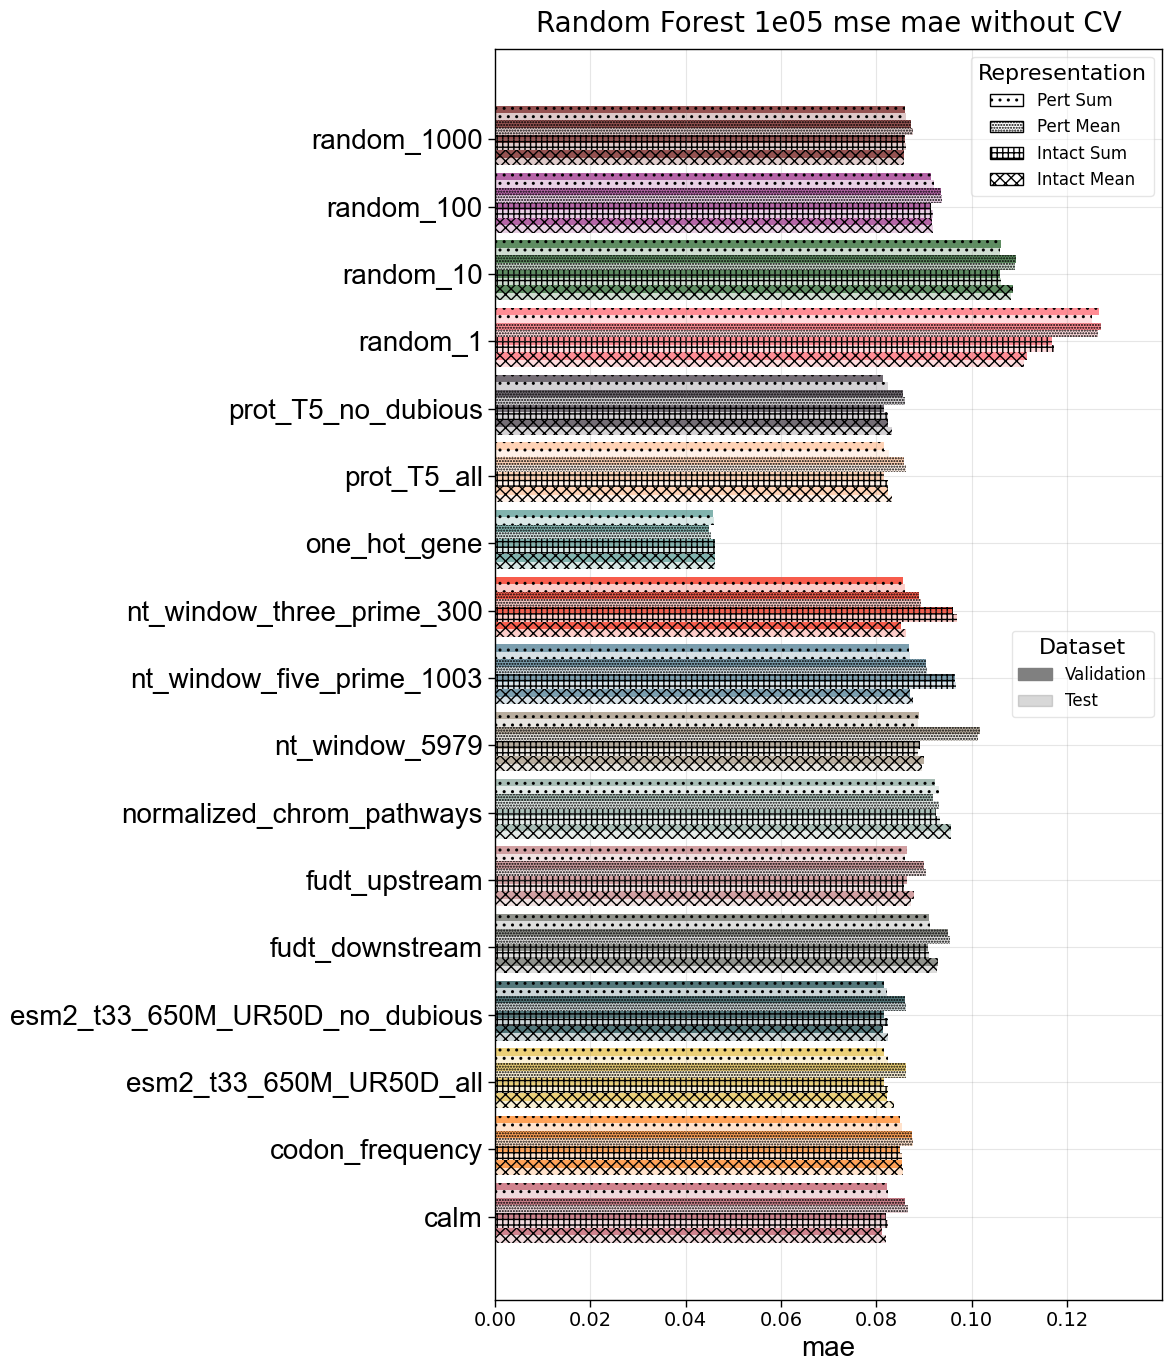 Random Forest 1e05 mse mae without CV
Representation
Pert Sum
Pert Mean
Intact Sum
Intact Mean
random_1000
random_100
random_10
random_1
prot_T5_no_dubious
prot_T5_all
one_hot_gene
nt_window_three_prime_300
nt_window_five_prime_1003
nt_window_5979
normalized_chrom_pathways
fudt_upstream
fudt_downstream
esm2_t33_650M_UR50D_no_dubious
esm2_t33_650M_UR50D_all
codon_frequency
calm
Dataset
Validation
Test
0.00 0.02 0.04 0.06 0.08 0.10 0.12
mae